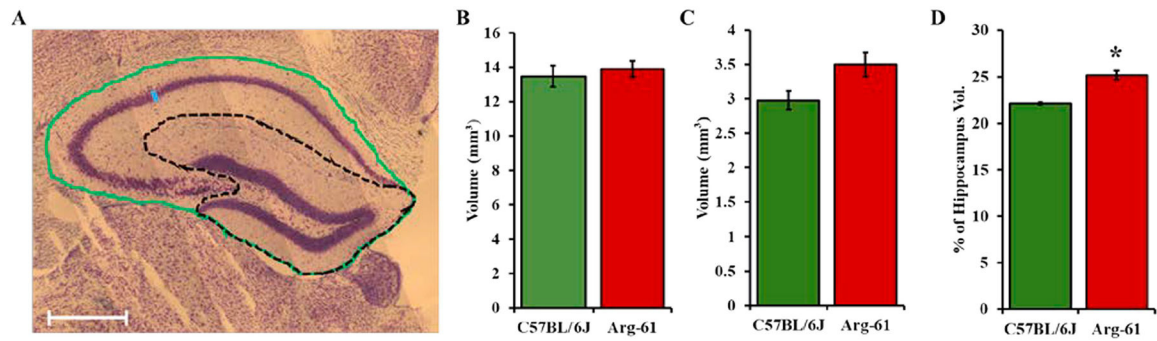 A
B
Volume (mm³)
16
14
12
10
8
6
4
2
0
C57BL/6J Arg-61
C
Volume (mm³)
4
3.5
3
2.5
2
1.5
1
0.5
0
C57BL/6J Arg-61
D
% of Hippocampus Vol.
30
25
20
15
10
5
0
*
C57BL/6J Arg-61